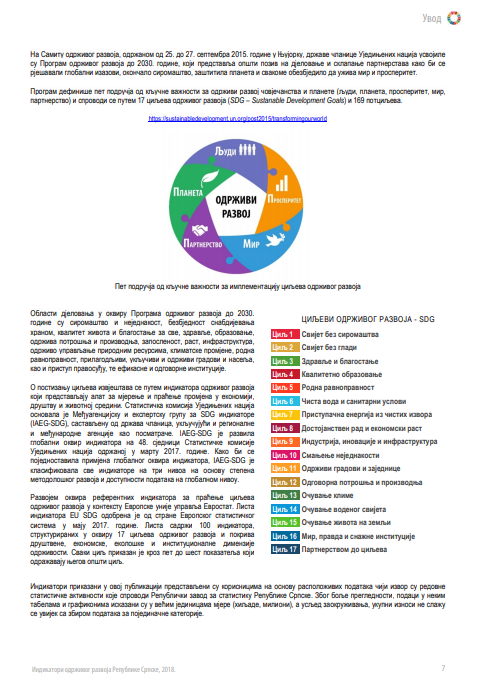 Увод
На Самиту одрживог развоја, одржаном од 25. до 27. септембра 2015. године у Њујорку, државе чланице Уједињених нација усвојиле
су Програм одрживог развоја до 2030. године, који представља општи позив на дјеловање и склапање партнерстава како би се
рјешавали глобални изазови, окончало сиромаштво, заштитила планета и свакоме обезбједило да ужива мир и просперитет.
Програм дефинише пет подручја од кључне важности за одрживи развој човјечанства и планете (људи, планета, просперитет, мир,
партнерство) и спроводи се путем 17 циљева одрживог развоја (SDG – Sustanable Development Goals) и 169 потциљева.
https://sustainabledevelopment.un.org/post2015/transformingourworld
Људи
Планета
Просперитет
ОДРЖИВИ
РАЗВОЈ
Партнерство
Мир
Пет подручја од кључне важности за имплементацију циљева одрживог развоја
Области дјеловања у оквиру Програма одрживог развоја до 2030.
године су сиромаштво и неједнакост, безбједност снабдијевања
храном, квалитет живота и благостање за све, здравље, образовање,
одржива потрошња и производња, запосленост, раст, инфраструктура,
одрживо управљање природним ресурсима, климатске промјене, родна
равноправност, прилагодљиви, укључиви и одрживи градови и насеља,
као и приступ правосуђу, те ефикасне и одговорне институције.
О постизању циљева извјештава се путем индикатора одрживог развоја
који представљају алат за мјерење и праћење промјена у економији,
друштву и животној средини. Статистичка комисија Уједињених нација
основала је Међуагенцијску и експертску групу за SDG индикаторе
(IAEG-SDG), састављену од држава чланица, укључујући и регионалне
и међународне агенције као посматраче. IAEG-SDG је развила
глобални оквир индикатора на 48. сједници Статистичке комисије
Уједињених нација одржаној у марту 2017. године. Како би се
поједноставила примјена глобалног оквира индикатора, IAEG-SDG је
класификовала све индикаторе на три нивоа на основу степена
методолошког развоја и доступности података на глобалном нивоу.
Развојем оквира референтних индикатора за праћење циљева
одрживог развоја у контексту Европске уније управља Евростат. Листа
индикатора EU SDG одобрена је од стране Европског статистичког
система у мају 2017. године. Листа садржи 100 индикатора,
структурираних у оквиру 17 циљева одрживог развоја и покрива
друштвене, економске, еколошке и институционалне димензије
одрживости. Сваки циљ приказан је кроз пет до шест показатеља који
одражавају његов општи циљ.
ЦИЉЕВИ ОДРЖИВОГ РАЗВОЈА - SDG
Циљ 1 Свијет без сиромаштва
Циљ 2 Свијет без глади
Циљ 3 Здравље и благостање
Циљ 4 Квалитетно образовање
Циљ 5 Родна равноправност
Циљ 6 Чиста вода и санитарни услови
Циљ 7 Приступачна енергија из чистих извора
Циљ 8 Достојанствен рад и економски раст
Циљ 9 Индустрија, иновације и инфраструктура
Циљ 10 Смањење неједнакости
Циљ 11 Одрживи градови и заједнице
Циљ 12 Одговорна потрошња и производња
Циљ 13 Очување климе
Циљ 14 Очување воденог свијета
Циљ 15 Очување живота на земљи
Циљ 16 Мир, правда и снажне институције
Циљ 17 Партнерством до циљева
Индикатори приказани у овој публикацији представљени су корисницима на основу расположивих података чији извор су редовне
статистичке активности које спроводи Републички завод за статистику Републике Српске. Због боље прегледности, подаци у неким
табелама и графиконима исказани су у већим јединицама мјере (хиљаде, милиони), а усљед заокруживања, укупни износи не слажу
се увијек са збиром података за појединачне категорије.
Индикатори одрживог развоја Републике Српске, 2018.
7